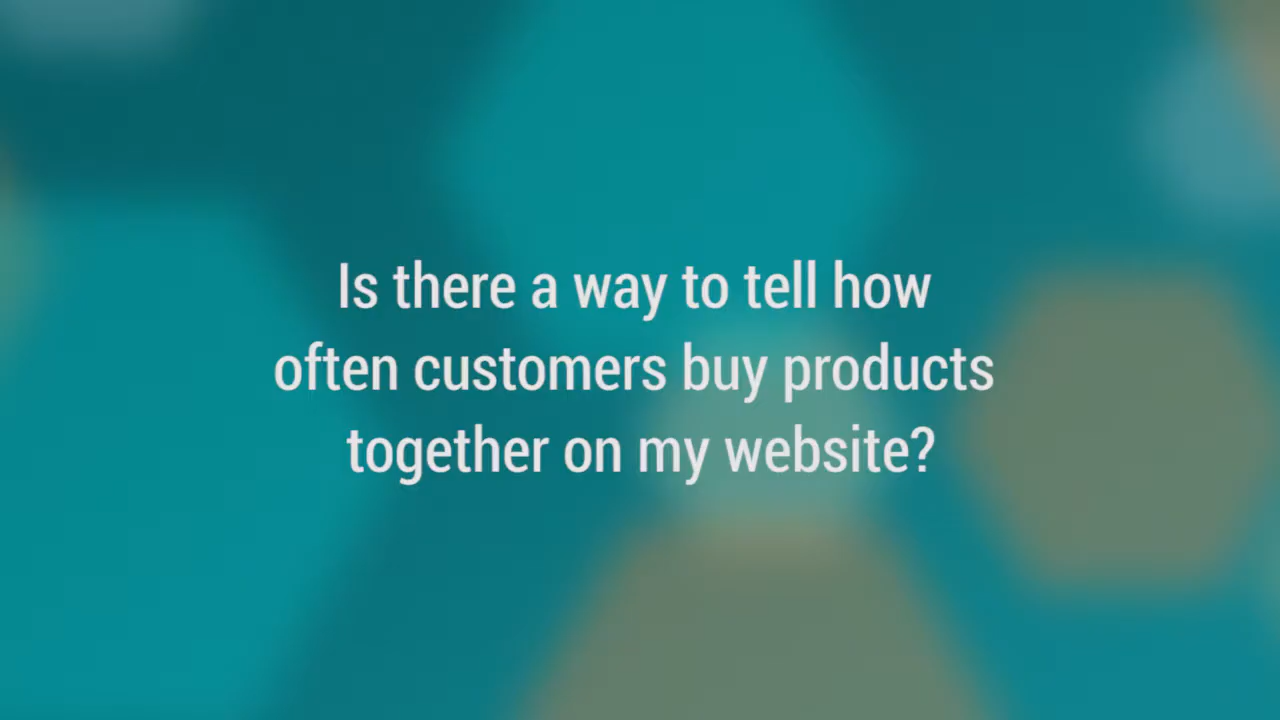 Is there a way to tell how
often customers buy products
together on my website?